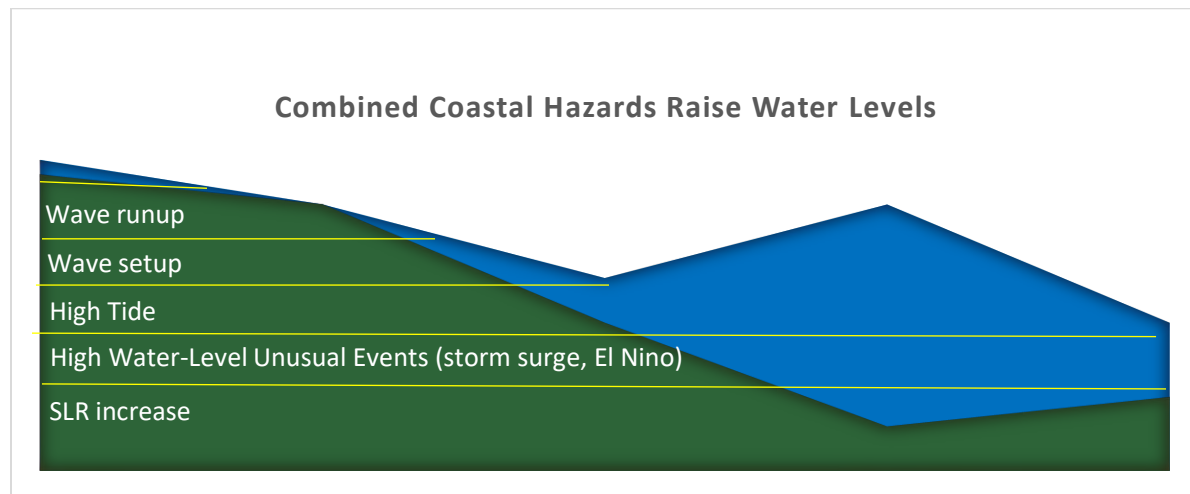 Combined Coastal Hazards Raise Water Levels
Wave runup
Wave setup
High Tide
High Water-Level Unusual Events (storm surge, El Nino)
SLR increase